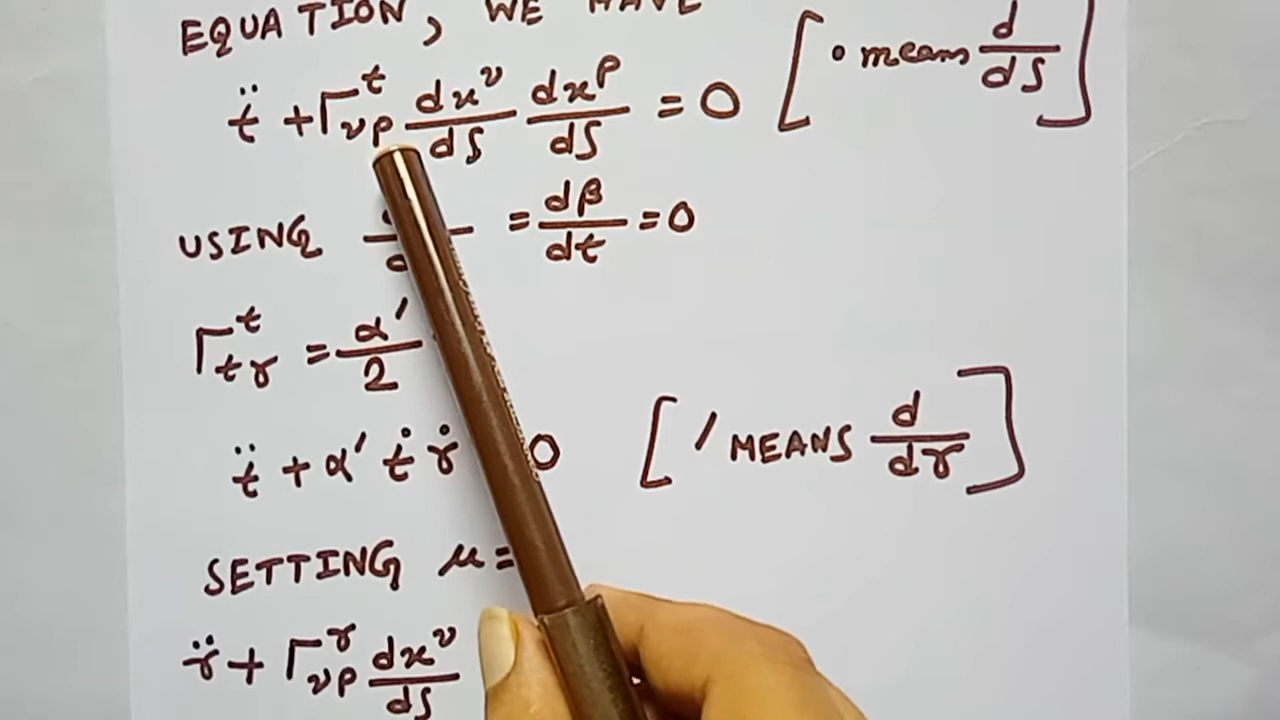 EQUATION, WE HAVE
ẗ + Γ^t_νρ dx^ν/dS dx^ρ/dS = 0 [• means d/dS]
USING = dβ/dt = 0
Γ^t_tr = α'/2
ẗ + α' ṫ ṙ 0 [' MEANS d/dr]
SETTING μ =
r̈ + Γ^r_νρ dx^ν/dS